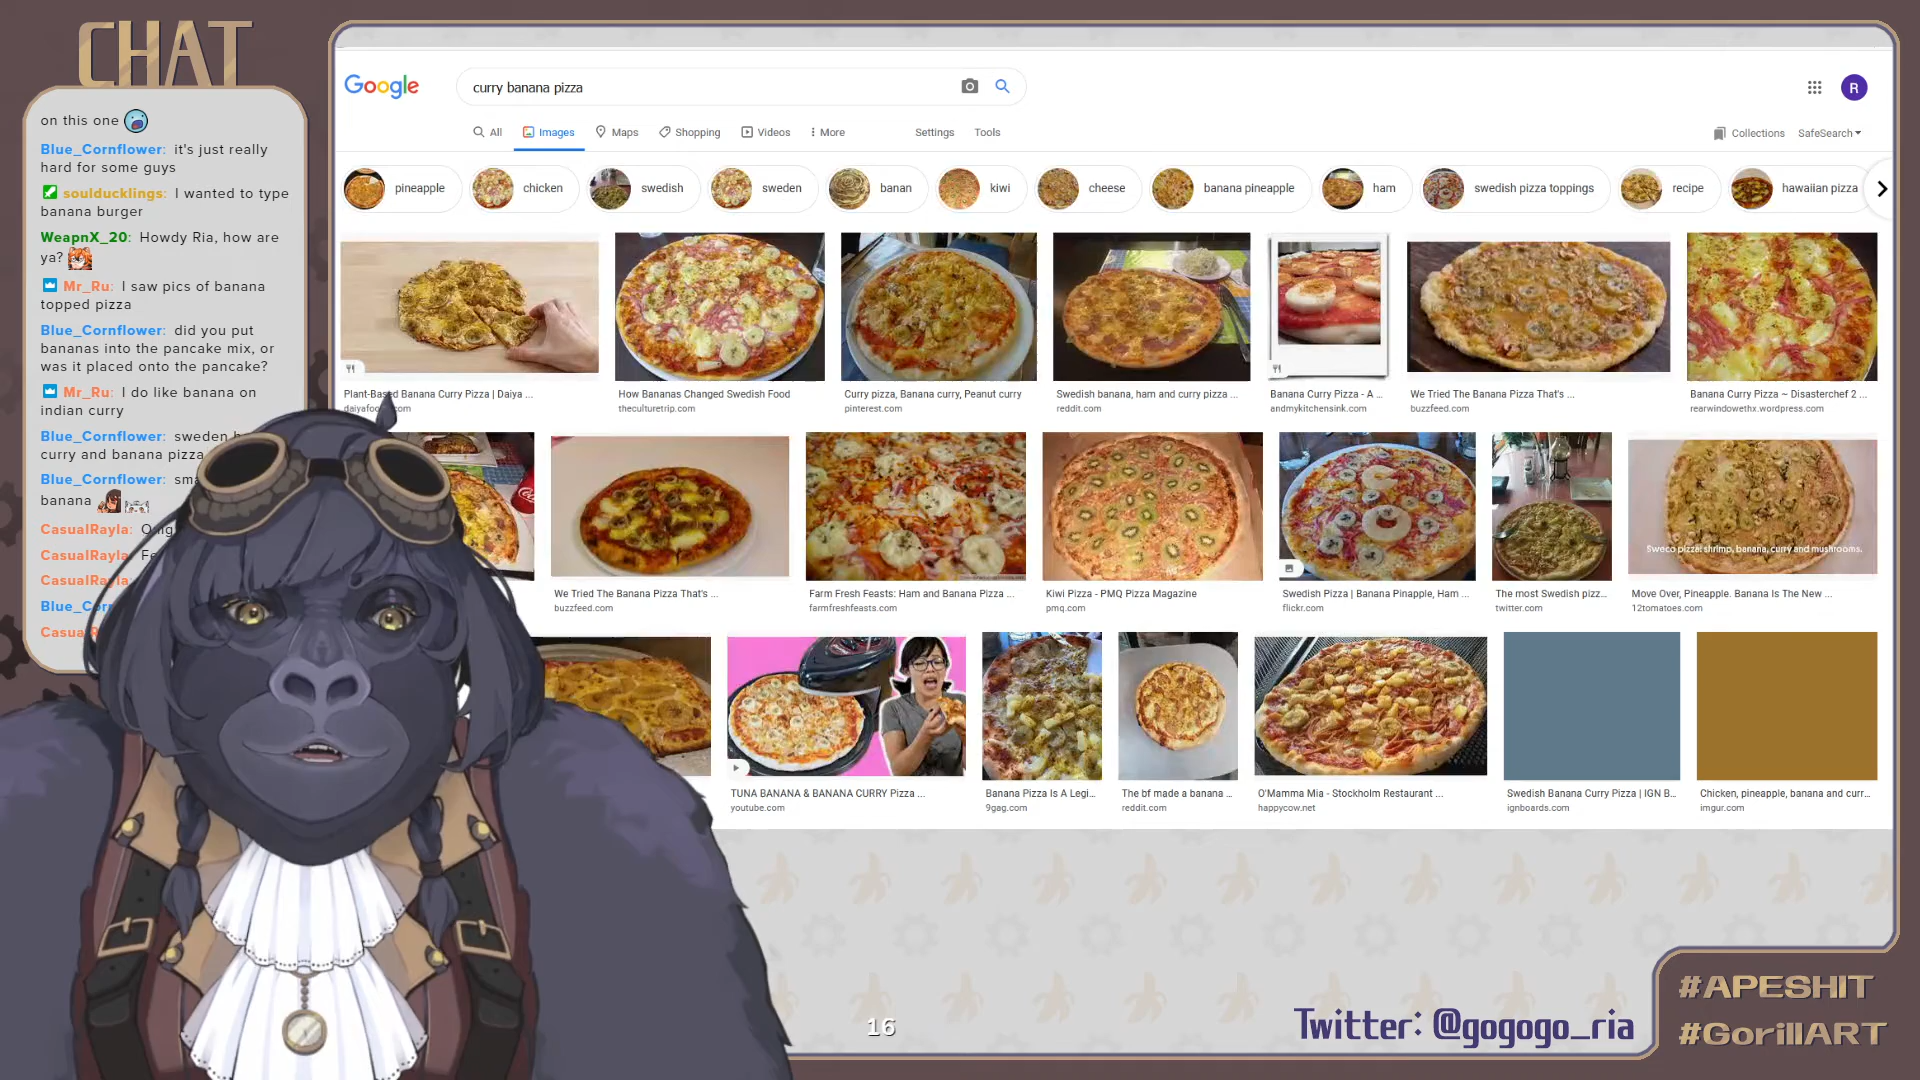 CHAT
on this one
Blue_Cornflower: it's just really
hard for some guys
soulducklings: I wanted to type
banana burger
WeapnX_20: Howdy Ria, how are
ya?
Mr_Ru: I saw pics of banana
topped pizza
Blue_Cornflower: did you put
bananas into the pancake mix, or
was it placed onto the pancake?
Mr_Ru: I do like banana on
indian curry
Blue_Cornflower: sweden
curry and banana pizza
Blue_Cornflower:
banana
CasualRayla:
CasualRayla
CasualRayla:
Google
curry banana pizza
R
All
Images
Maps
Shopping
Videos
More
Settings
Tools
Collections
SafeSearch
pineapple
chicken
swedish
sweden
banan
kiwi
cheese
banana pineapple
ham
swedish pizza toppings
recipe
hawaiian pizza
Plant-Based Banana Curry Pizza | Daiya ...
How Bananas Changed Swedish Food
theculturetrip.com
Curry pizza, Banana curry, Peanut curry
pinterest.com
Swedish banana, ham and curry pizza ...
reddit.com
Banana Curry Pizza - A ...
andmykitchensink.com
We Tried The Banana Pizza That's ...
buzzfeed.com
Banana Curry Pizza ~ Disasterchef 2 ...
rearwindowethx.wordpress.com
We Tried The Banana Pizza That's ...
buzzfeed.com
Farm Fresh Feasts: Ham and Banana Pizza ...
farmfreshfeasts.com
Kiwi Pizza - PMQ Pizza Magazine
pmq.com
Swedish Pizza | Banana Pinapple, Ham ...
flickr.com
The most Swedish pizz...
twitter.com
Sweco pizza: shrimp, banana, curry and mushrooms.
Move Over, Pineapple. Banana Is The New ...
12tomatoes.com
TUNA BANANA & BANANA CURRY Pizza ...
youtube.com
Banana Pizza Is A Legi...
9gag.com
The bf made a banana ...
reddit.com
O'Mamma Mia - Stockholm Restaurant ...
happycow.net
Swedish Banana Curry Pizza | IGN B...
ignboards.com
Chicken, pineapple, banana and curr...
imgur.com
16
Twitter: @gogogo_ria
#APESHIT
#GorillART